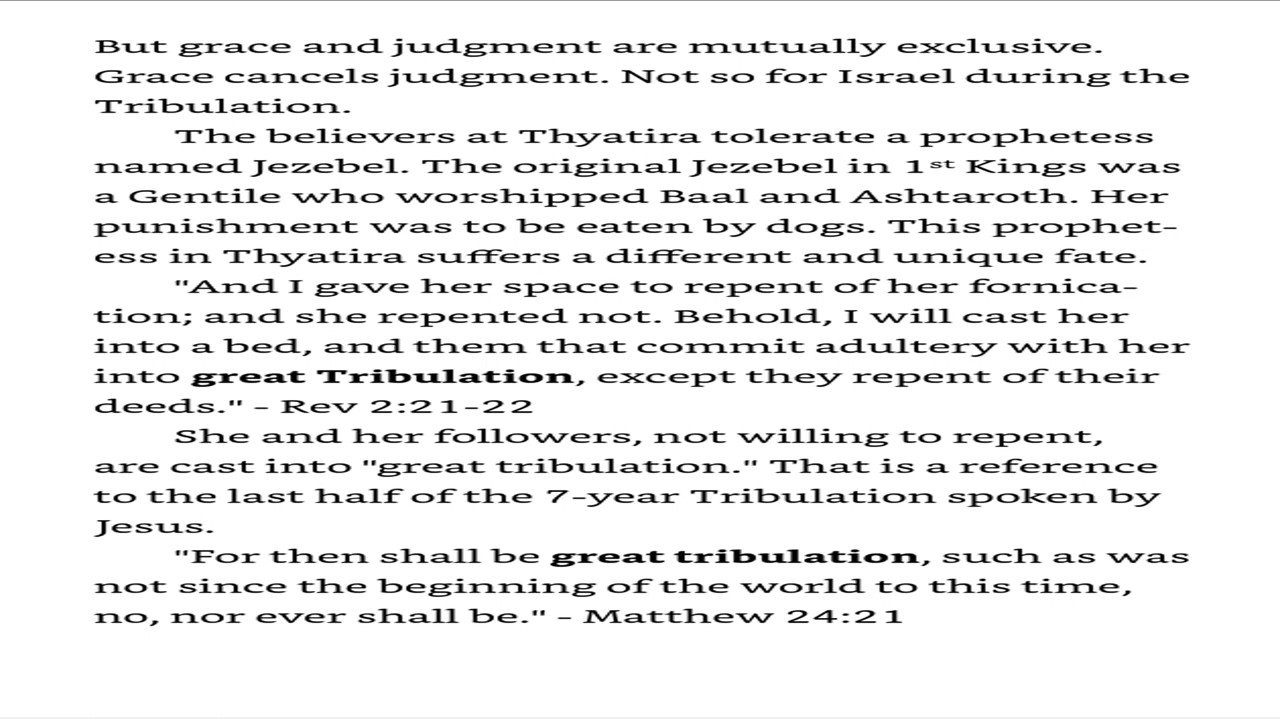 But grace and judgment are mutually exclusive.
Grace cancels judgment. Not so for Israel during the
Tribulation.
The believers at Thyatira tolerate a prophetess
named Jezebel. The original Jezebel in 1st Kings was
a Gentile who worshipped Baal and Ashtaroth. Her
punishment was to be eaten by dogs. This prophet-
ess in Thyatira suffers a different and unique fate.
"And I gave her space to repent of her fornica-
tion; and she repented not. Behold, I will cast her
into a bed, and them that commit adultery with her
into great Tribulation, except they repent of their
deeds." - Rev 2:21-22
She and her followers, not willing to repent,
are cast into "great tribulation." That is a reference
to the last half of the 7-year Tribulation spoken by
Jesus.
"For then shall be great tribulation, such as was
not since the beginning of the world to this time,
no, nor ever shall be." - Matthew 24:21